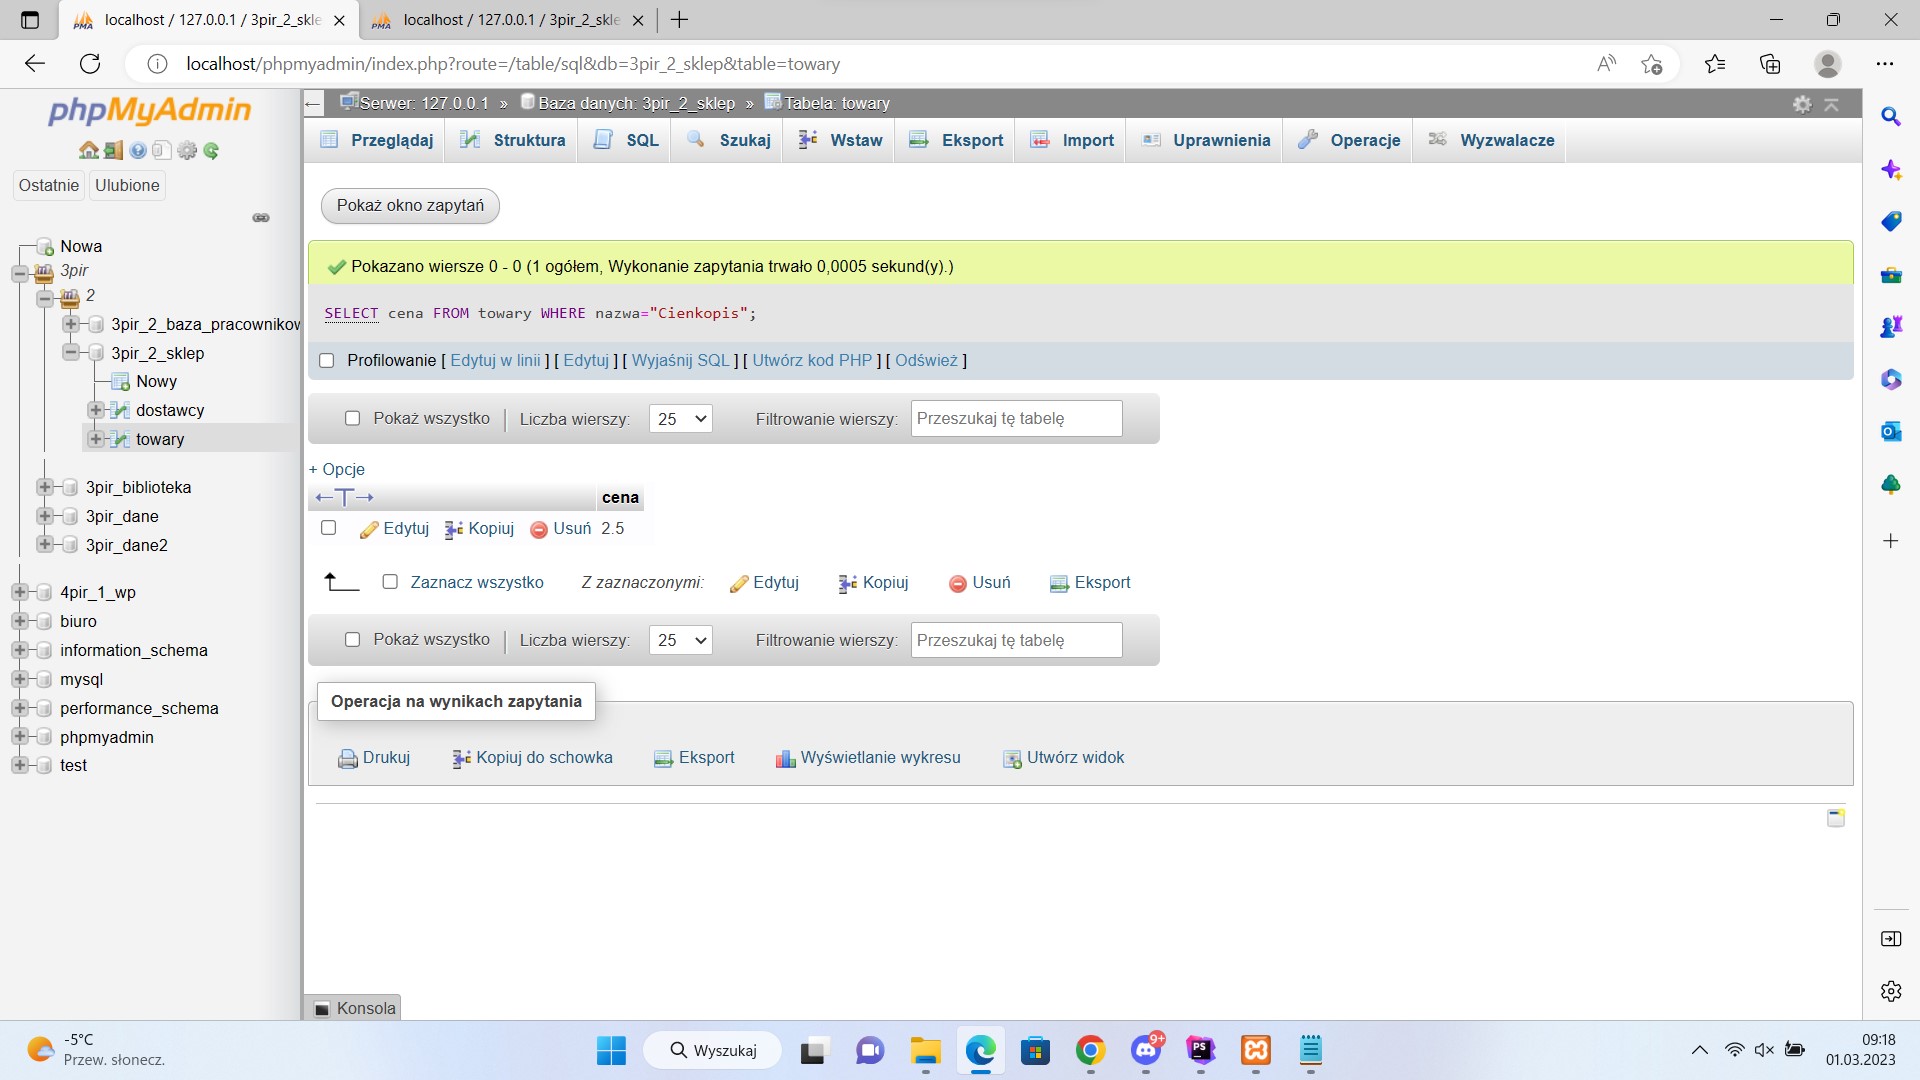 localhost / 127.0.0.1 / 3pir_2_skle
localhost / 127.0.0.1 / 3pir_2_skle
localhost/phpmyadmin/index.php?route=/table/sql&db=3pir_2_sklep&table=towary
phpMyAdmin
Ostatnie Ulubione
Nowa
3pir
2
3pir_2_baza_pracownikow
3pir_2_sklep
Nowy
dostawcy
towary
3pir_biblioteka
3pir_dane
3pir_dane2
4pir_1_wp
biuro
information_schema
mysql
performance_schema
phpmyadmin
test
Serwer: 127.0.0.1 » Baza danych: 3pir_2_sklep » Tabela: towary
Przeglądaj Struktura SQL Szukaj Wstaw Eksport Import Uprawnienia Operacje Wyzwalacze
Pokaż okno zapytań
Pokazano wiersze 0 - 0 (1 ogółem, Wykonanie zapytania trwało 0,0005 sekund(y).)
SELECT cena FROM towary WHERE nazwa="Cienkopis";
Profilowanie [ Edytuj w linii ] [ Edytuj ] [ Wyjaśnij SQL ] [ Utwórz kod PHP ] [ Odśwież ]
Pokaż wszystko | Liczba wierszy: 25 Filtrowanie wierszy: Przeszukaj tę tabelę
+ Opcje
←T→ cena
Edytuj Kopiuj Usuń 2.5
Zaznacz wszystko Z zaznaczonymi: Edytuj Kopiuj Usuń Eksport
Pokaż wszystko | Liczba wierszy: 25 Filtrowanie wierszy: Przeszukaj tę tabelę
Operacja na wynikach zapytania
Drukuj Kopiuj do schowka Eksport Wyświetlanie wykresu Utwórz widok
Konsola
-5°C
Przew. słonecz.
Wyszukaj
9+
PS
09:18
01.03.2023